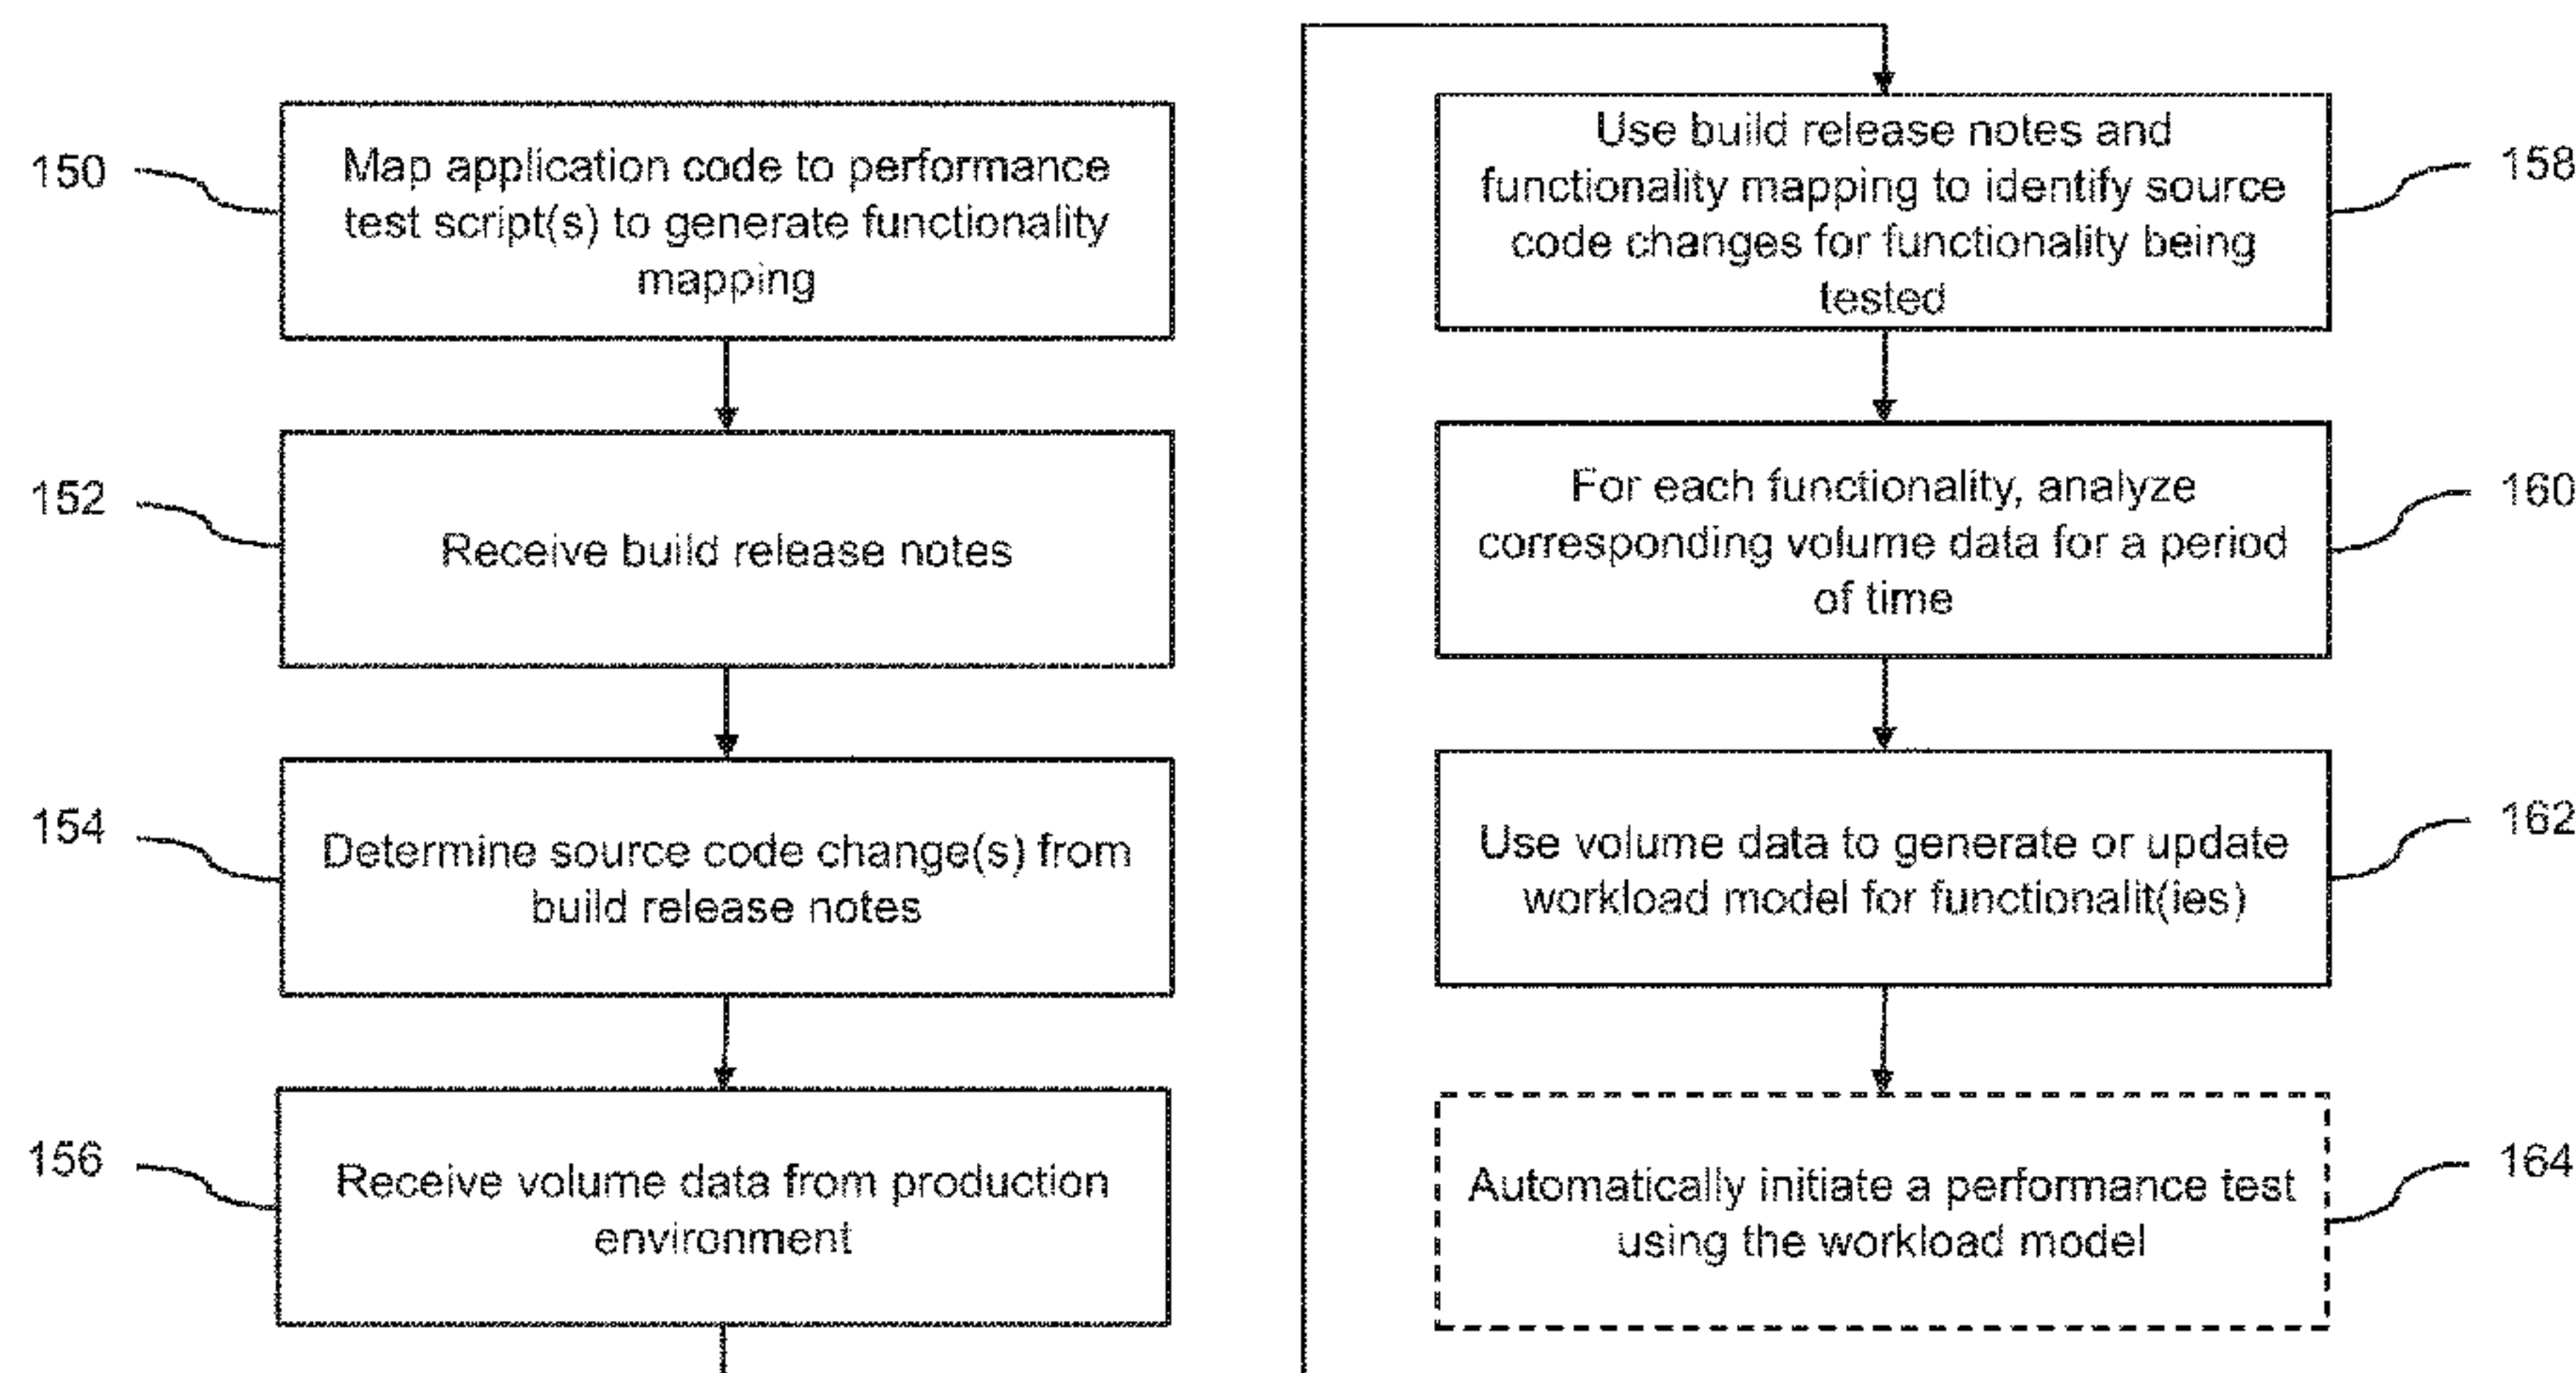 150
Map application code to performance
test script(s) to generate functionality
mapping
152
Receive build release notes
154
Determine source code change(s) from
build release notes
156
Receive volume data from production
environment
Use build release notes and
functionality mapping to identify source
code changes for functionality being
tested
158
For each functionality, analyze
corresponding volume data for a period
of time
160
Use volume data to generate or update
workload model for functionalit(ies)
162
Automatically initiate a performance test
using the workload model
164